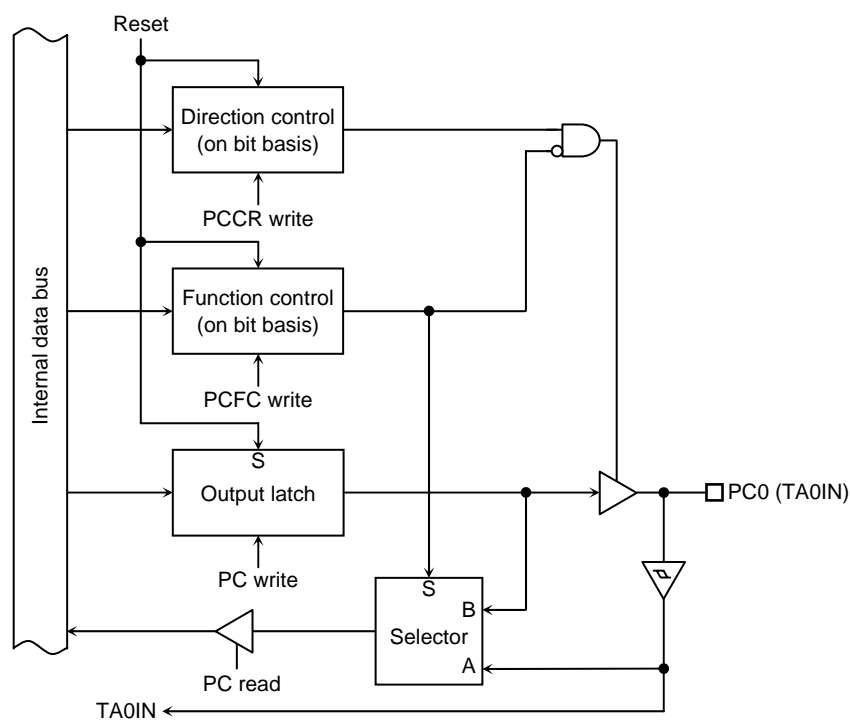 Reset
Direction control
(on bit basis)
PCCR write
Internal data bus
Function control
(on bit basis)
PCFC write
S
Output latch
PC0 (TA0IN)
PC write
S
B
Selector
A
PC read
TA0IN